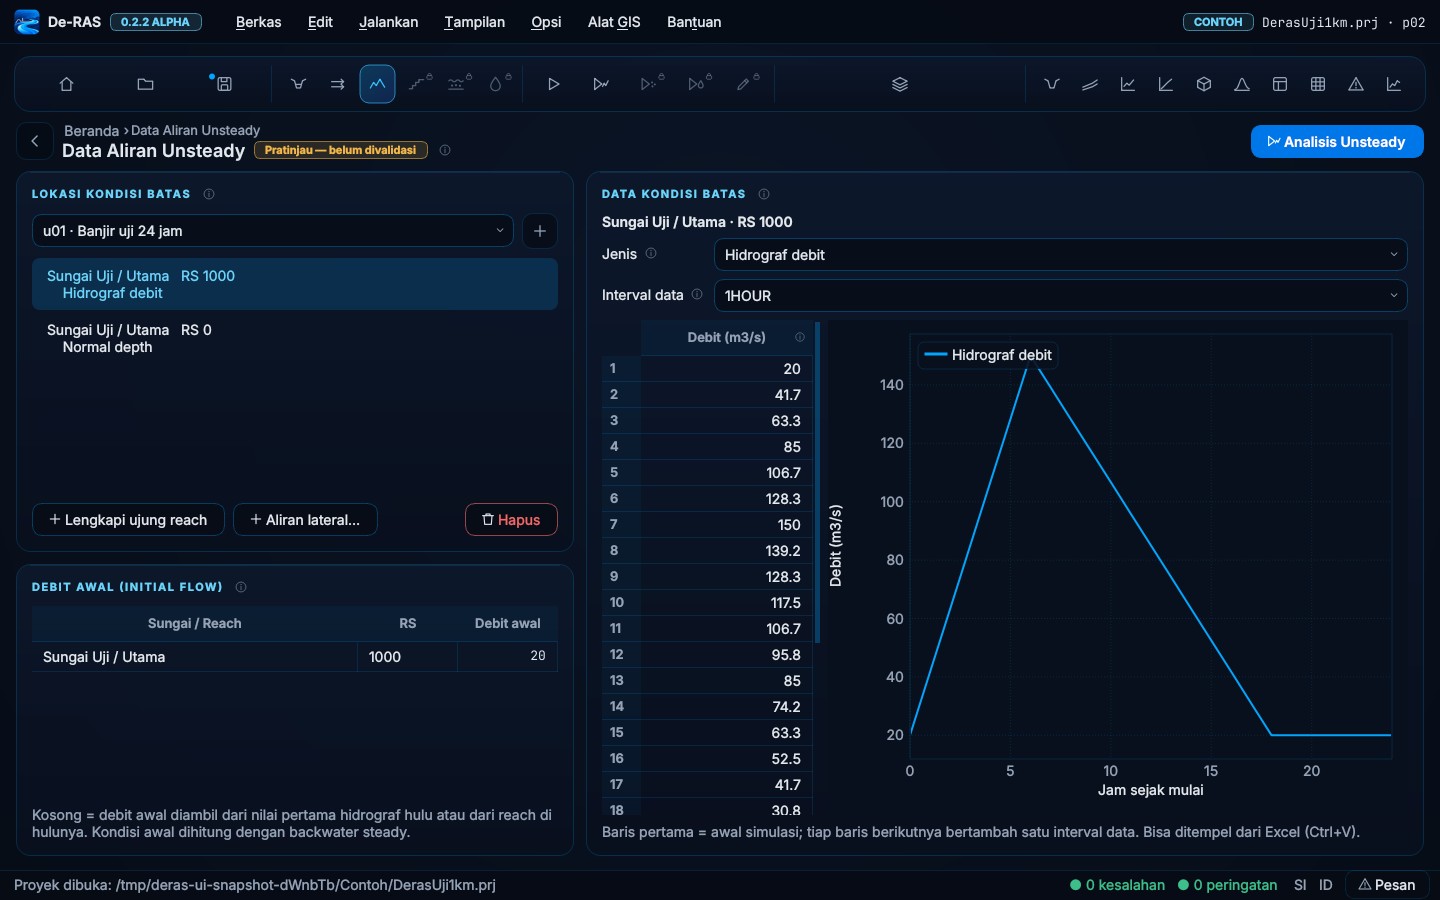 De-RAS 0.2.2 ALPHA Berkas Edit Jalankan Tampilan Opsi Alat GIS Bantuan CONTOH DerasUji1km.prj · p02
Beranda › Data Aliran Unsteady
Data Aliran Unsteady Pratinjau — belum divalidasi
Analisis Unsteady
LOKASI KONDISI BATAS
u01 · Banjir uji 24 jam
Sungai Uji / Utama RS 1000
Hidrograf debit
Sungai Uji / Utama RS 0
Normal depth
+ Lengkapi ujung reach + Aliran lateral... Hapus
DEBIT AWAL (INITIAL FLOW)
Sungai / Reach RS Debit awal
Sungai Uji / Utama 1000 20
Kosong = debit awal diambil dari nilai pertama hidrograf hulu atau dari reach di
hulunya. Kondisi awal dihitung dengan backwater steady.
DATA KONDISI BATAS
Sungai Uji / Utama · RS 1000
Jenis Hidrograf debit
Interval data 1HOUR
Debit (m3/s)
1 20
2 41.7
3 63.3
4 85
5 106.7
6 128.3
7 150
8 139.2
9 128.3
10 117.5
11 106.7
12 95.8
13 85
14 74.2
15 63.3
16 52.5
17 41.7
18 30.8
Hidrograf debit
Debit (m3/s)
140
120
100
80
60
40
20
0 5 10 15 20
Jam sejak mulai
Baris pertama = awal simulasi; tiap baris berikutnya bertambah satu interval data. Bisa ditempel dari Excel (Ctrl+V).
Proyek dibuka: /tmp/deras-ui-snapshot-dWnbTb/Contoh/DerasUji1km.prj 0 kesalahan 0 peringatan SI ID Pesan